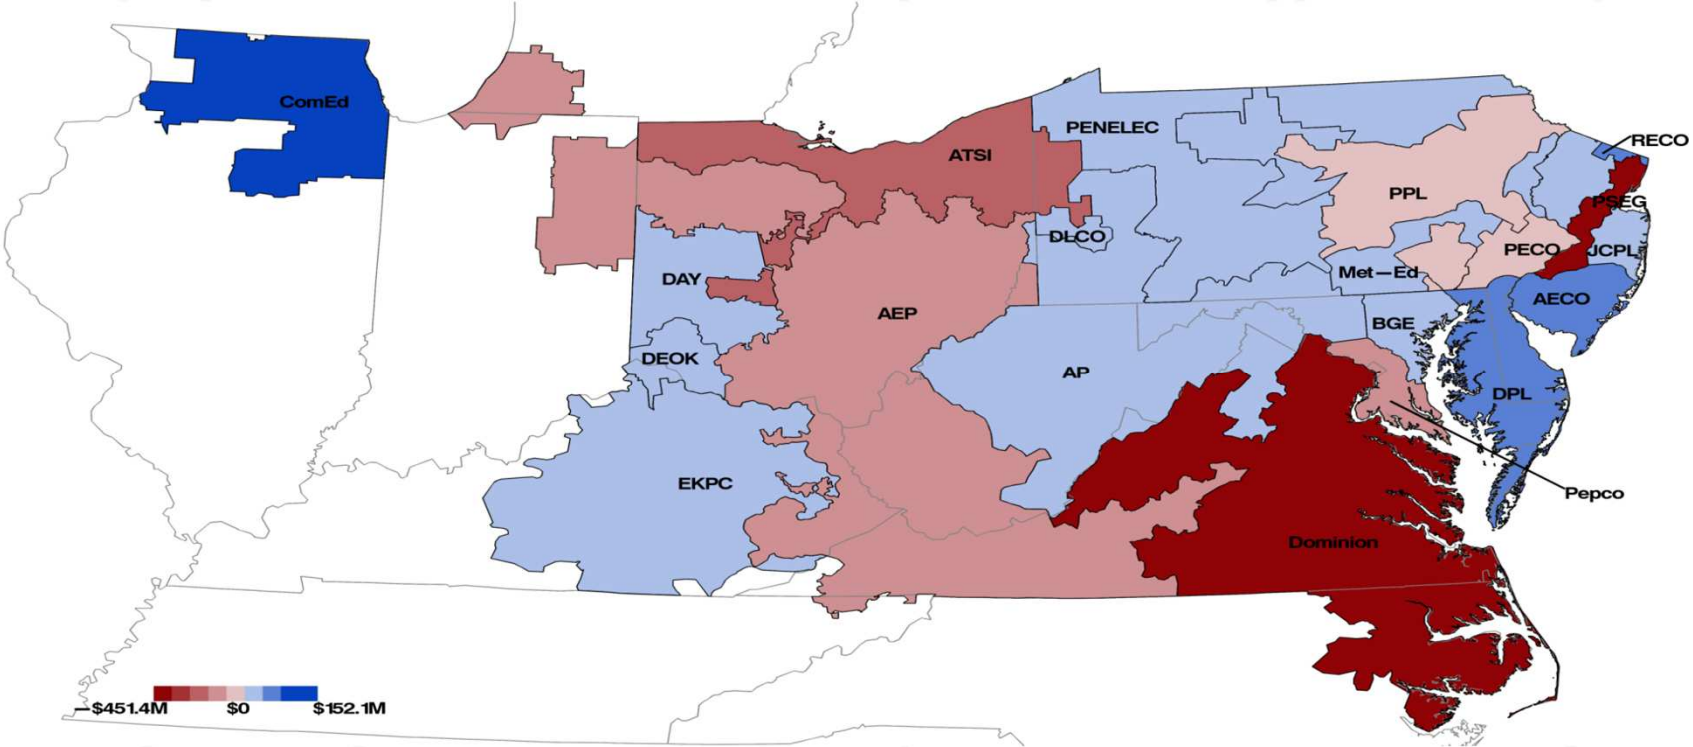 ComEd
PENELEC
RECO
ATSI
PPL
PSEG
DLCO
PECO
JCPL
Met—Ed
DAY
AECO
AEP
BGE
DEOK
AP
DPL
EKPC
Pepco
Dominion
—$451.4M $0 $152.1M